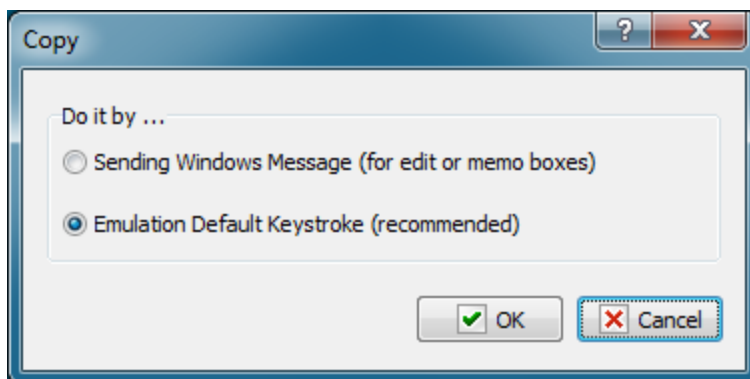 Copy
Do it by ...
Sending Windows Message (for edit or memo boxes)
Emulation Default Keystroke (recommended)
OK
Cancel